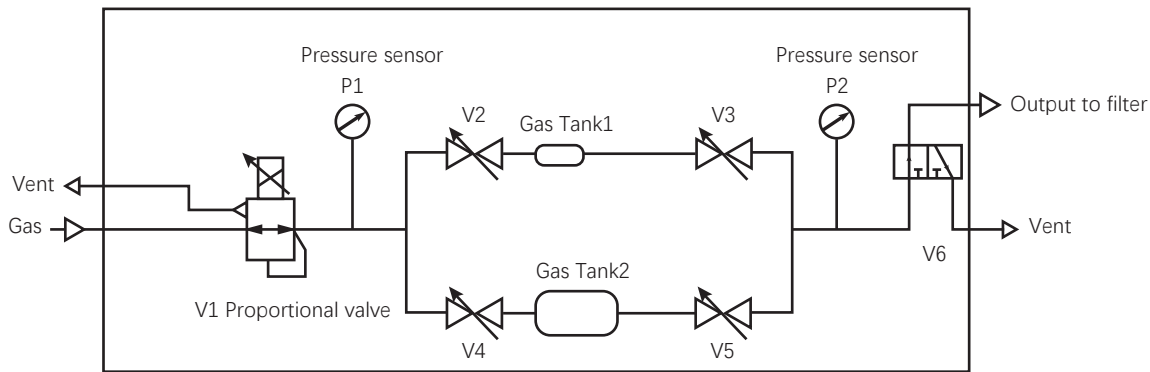 Pressure sensor
P1
Pressure sensor
P2
V2
Gas Tank1
V3
Output to filter
Vent
Gas
Vent
V6
V1 Proportional valve
Gas Tank2
V4
V5